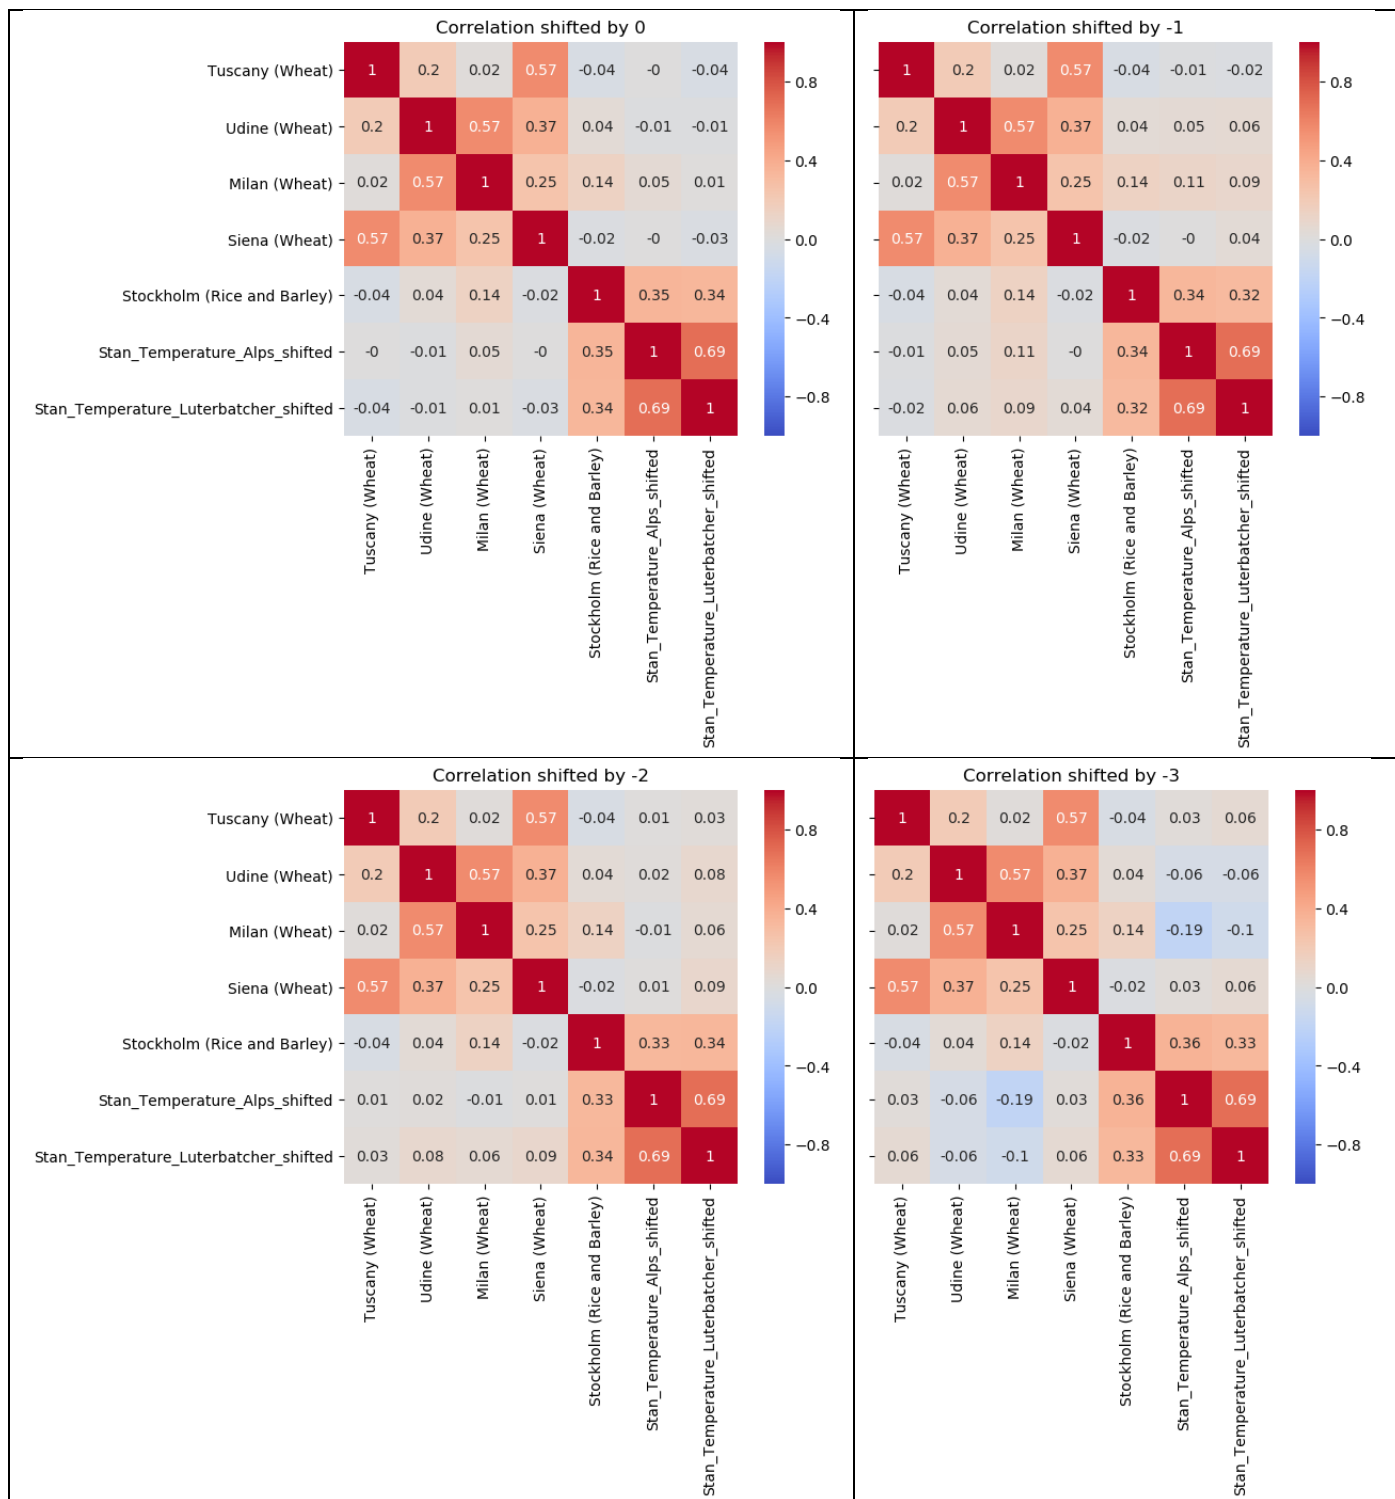 Correlation shifted by 0
Tuscany (Wheat) 1 0.2 0.02 0.57 -0.04 -0 -0.04
Udine (Wheat) 0.2 1 0.57 0.37 0.04 -0.01 -0.01
Milan (Wheat) 0.02 0.57 1 0.25 0.14 0.05 0.01
Siena (Wheat) 0.57 0.37 0.25 1 -0.02 -0 -0.03
Stockholm (Rice and Barley) -0.04 0.04 0.14 -0.02 1 0.35 0.34
Stan_Temperature_Alps_shifted -0 -0.01 0.05 -0 0.35 1 0.69
Stan_Temperature_Luterbatcher_shifted -0.04 -0.01 0.01 -0.03 0.34 0.69 1
Tuscany (Wheat)
Udine (Wheat)
Milan (Wheat)
Siena (Wheat)
Stockholm (Rice and Barley)
Stan_Temperature_Alps_shifted
Stan_Temperature_Luterbatcher_shifted
0.8
0.4
0.0
−0.4
−0.8
Correlation shifted by -1
1 0.2 0.02 0.57 -0.04 -0.01 -0.02
0.2 1 0.57 0.37 0.04 0.05 0.06
0.02 0.57 1 0.25 0.14 0.11 0.09
0.57 0.37 0.25 1 -0.02 -0 0.04
-0.04 0.04 0.14 -0.02 1 0.34 0.32
-0.01 0.05 0.11 -0 0.34 1 0.69
-0.02 0.06 0.09 0.04 0.32 0.69 1
Tuscany (Wheat)
Udine (Wheat)
Milan (Wheat)
Siena (Wheat)
Stockholm (Rice and Barley)
Stan_Temperature_Alps_shifted
Stan_Temperature_Luterbatcher_shifted
0.8
0.4
0.0
−0.4
−0.8
Correlation shifted by -2
Tuscany (Wheat) 1 0.2 0.02 0.57 -0.04 0.01 0.03
Udine (Wheat) 0.2 1 0.57 0.37 0.04 0.02 0.08
Milan (Wheat) 0.02 0.57 1 0.25 0.14 -0.01 0.06
Siena (Wheat) 0.57 0.37 0.25 1 -0.02 0.01 0.09
Stockholm (Rice and Barley) -0.04 0.04 0.14 -0.02 1 0.33 0.34
Stan_Temperature_Alps_shifted 0.01 0.02 -0.01 0.01 0.33 1 0.69
Stan_Temperature_Luterbatcher_shifted 0.03 0.08 0.06 0.09 0.34 0.69 1
Tuscany (Wheat)
Udine (Wheat)
Milan (Wheat)
Siena (Wheat)
Stockholm (Rice and Barley)
Stan_Temperature_Alps_shifted
Stan_Temperature_Luterbatcher_shifted
0.8
0.4
0.0
−0.4
−0.8
Correlation shifted by -3
1 0.2 0.02 0.57 -0.04 0.03 0.06
0.2 1 0.57 0.37 0.04 -0.06 -0.06
0.02 0.57 1 0.25 0.14 -0.19 -0.1
0.57 0.37 0.25 1 -0.02 0.03 0.06
-0.04 0.04 0.14 -0.02 1 0.36 0.33
0.03 -0.06 -0.19 0.03 0.36 1 0.69
0.06 -0.06 -0.1 0.06 0.33 0.69 1
Tuscany (Wheat)
Udine (Wheat)
Milan (Wheat)
Siena (Wheat)
Stockholm (Rice and Barley)
Stan_Temperature_Alps_shifted
Stan_Temperature_Luterbatcher_shifted
0.8
0.4
0.0
−0.4
−0.8